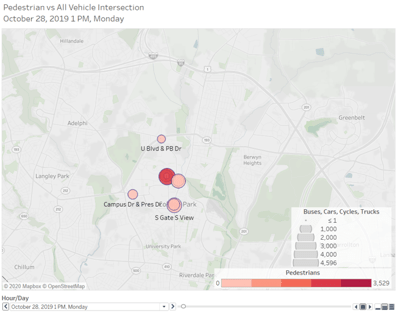 Pedestrian vs All Vehicle Intersection
October 28, 2019 1 PM, Monday
Hillandale
Adelphi
Greenbelt
U Blvd & PB Dr
Berwyn
Heights
Langley Park
Campus Dr & Pres Dr
Park
S Gate S View
University Park
Chillum
Riverdale Park
Buses, Cars, Cycles, Trucks
≤ 1
1,000
2,000
3,000
4,000
4,596
Pedestrians
0
3,529
© 2020 Mapbox © OpenStreetMap
Hour/Day
October 28, 2019 1 PM, Monday